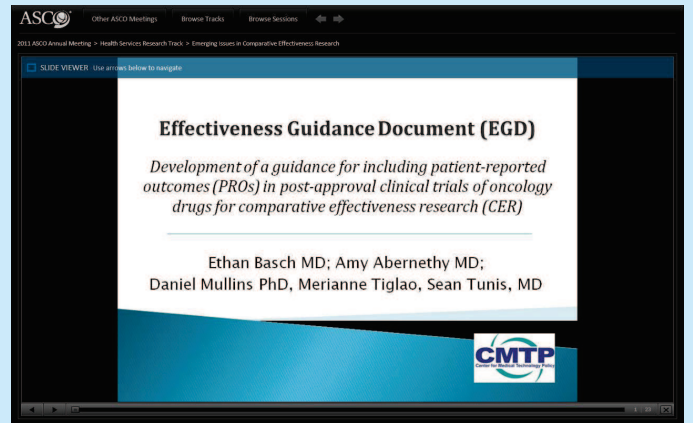 ASCO
Other ASCO Meetings
Browse Tracks
Browse Sessions
2011 ASCO Annual Meeting > Health Services Research Track > Emerging Issues in Comparative Effectiveness Research
SLIDE VIEWER Use arrows below to navigate
Effectiveness Guidance Document (EGD)
Development of a guidance for including patient-reported
outcomes (PROs) in post-approval clinical trials of oncology
drugs for comparative effectiveness research (CER)
Ethan Basch MD; Amy Abernethy MD;
Daniel Mullins PhD, Merianne Tiglao, Sean Tunis, MD
CMTP
Center for Medical Technology Policy